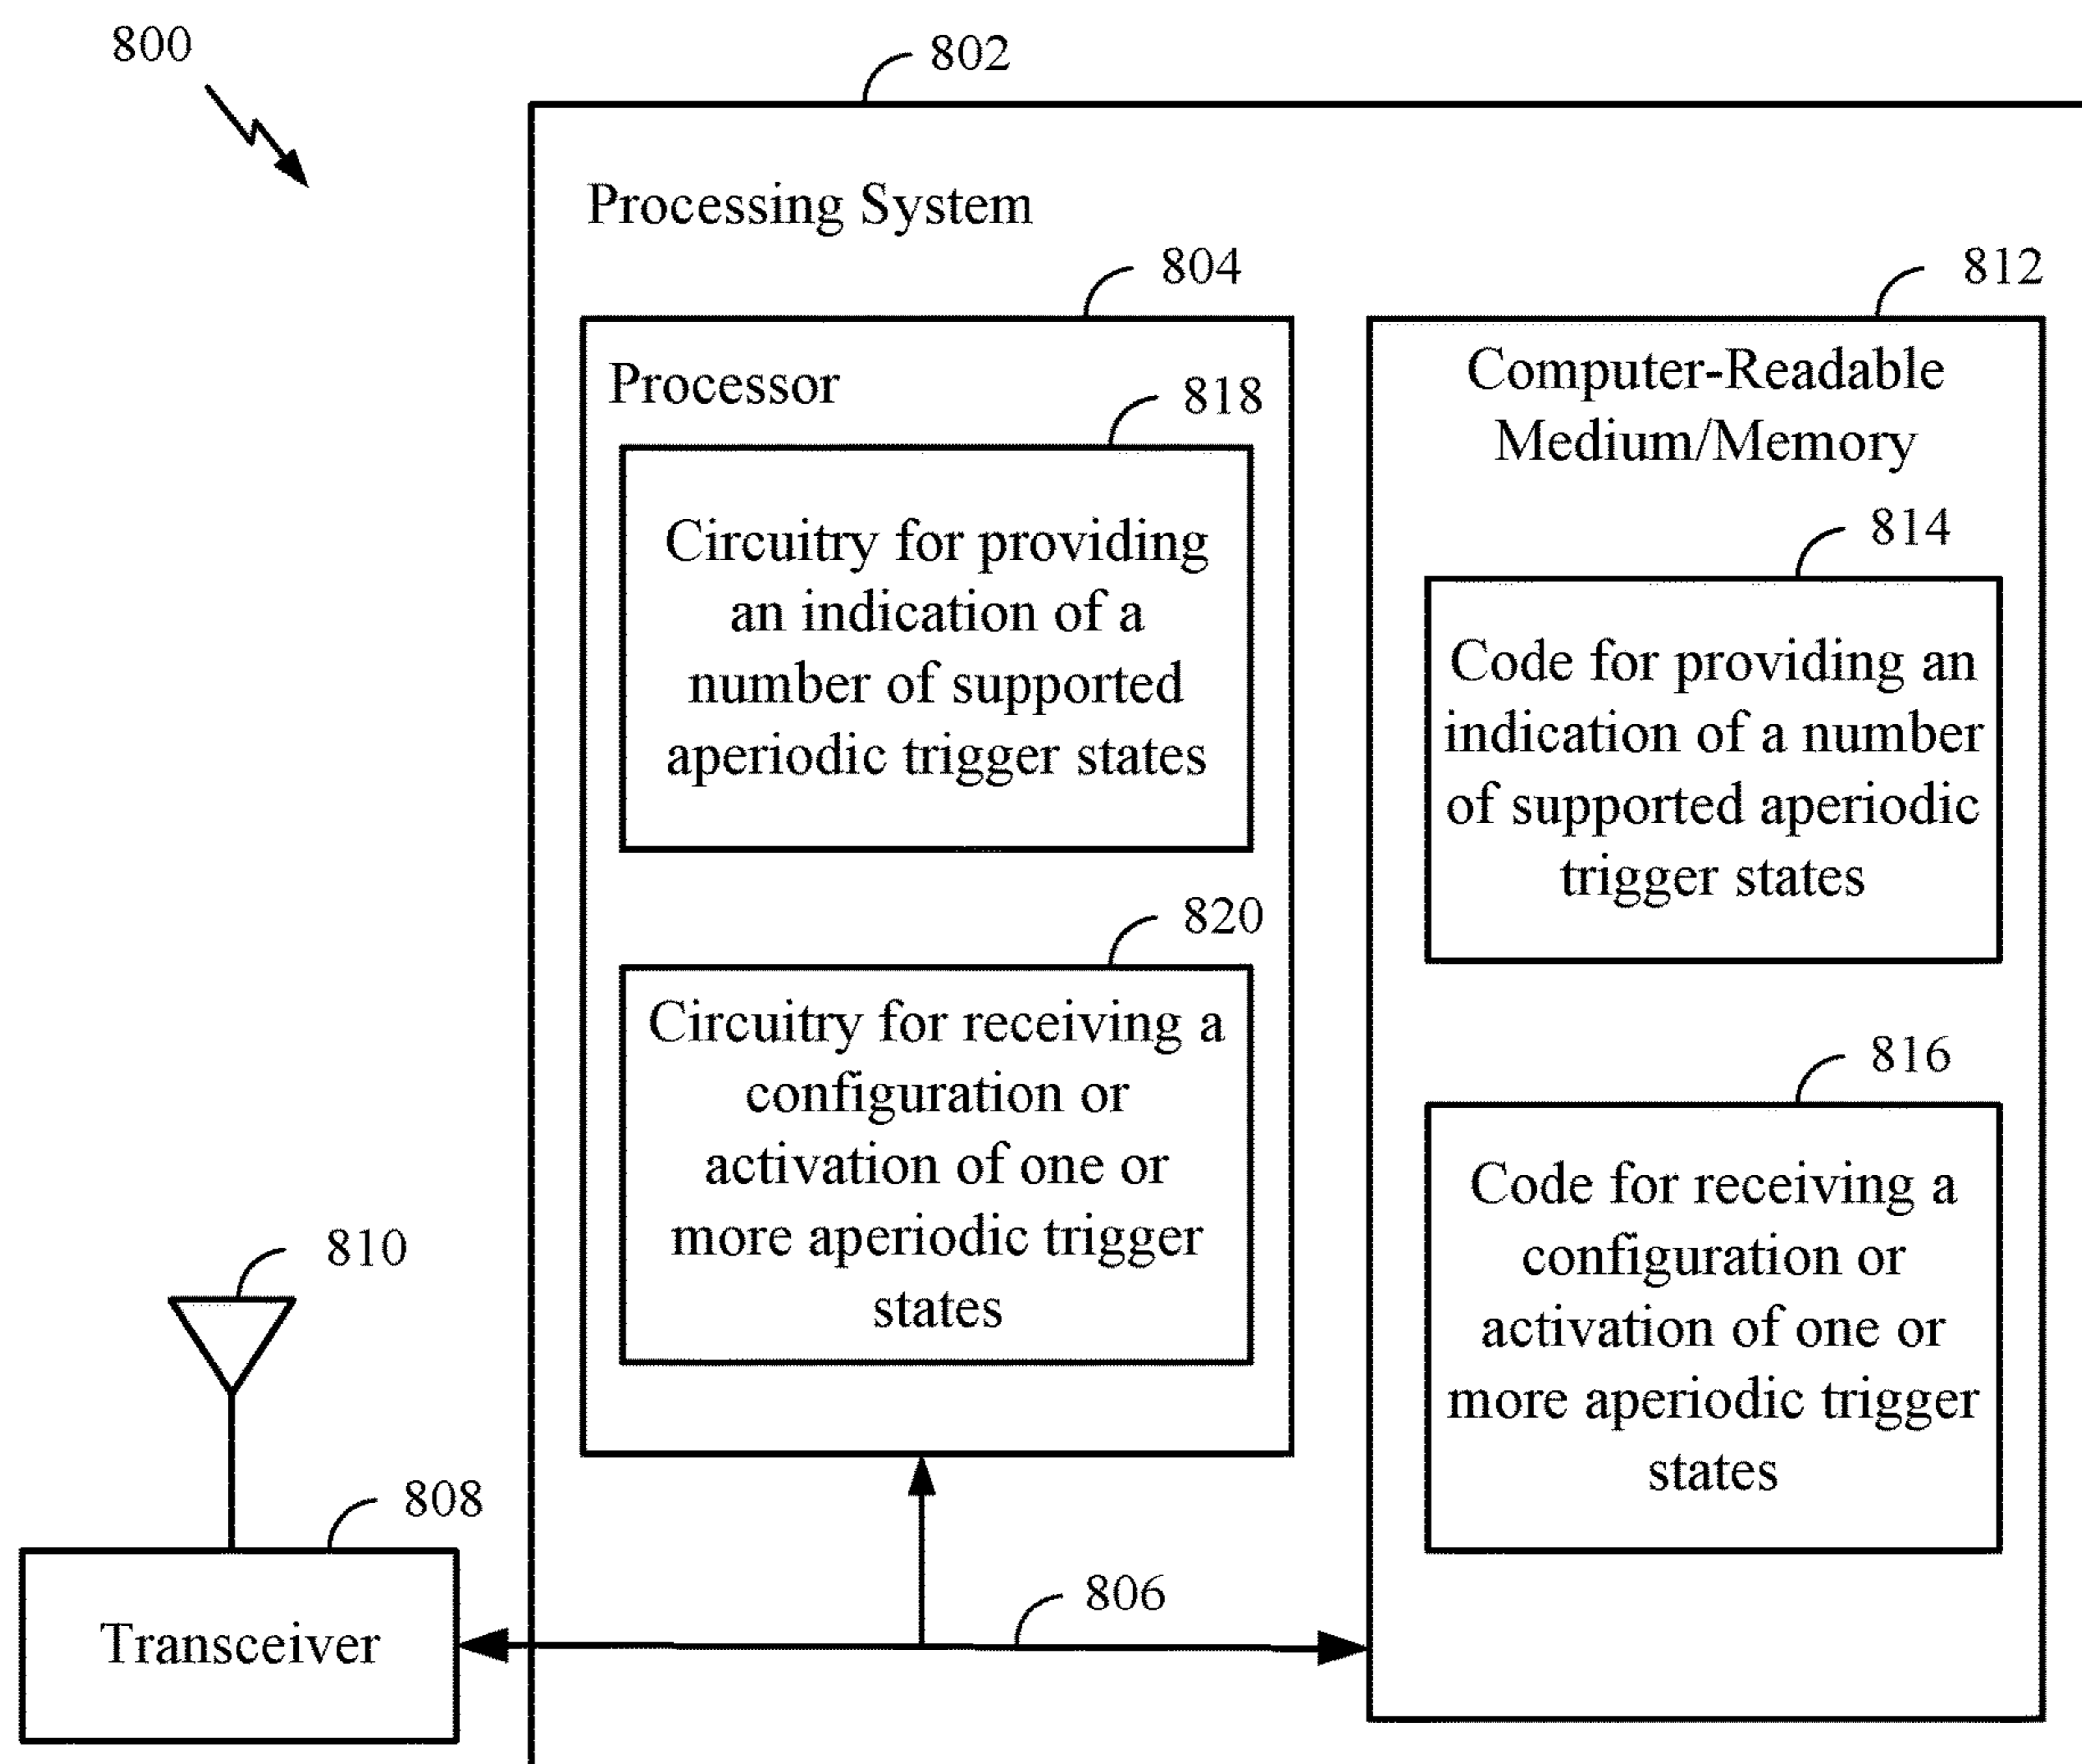 800
802
Processing System
804
812
Processor
818
Circuitry for providing
an indication of a
number of supported
aperiodic trigger states
820
Circuitry for receiving a
configuration or
activation of one or
more aperiodic trigger
states
Computer-Readable
Medium/Memory
814
Code for providing an
indication of a number
of supported aperiodic
trigger states
816
Code for receiving a
configuration or
activation of one or
more aperiodic trigger
states
810
808
Transceiver
806